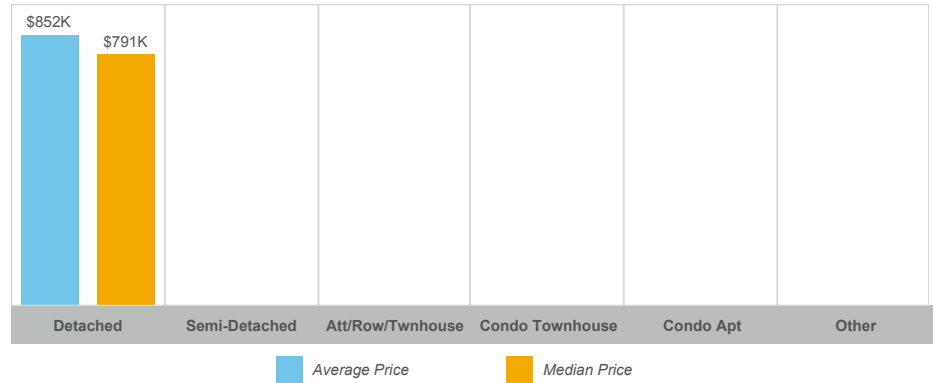 $852K
$791K
Detached Semi-Detached Att/Row/Twnhouse Condo Townhouse Condo Apt Other
Average Price Median Price